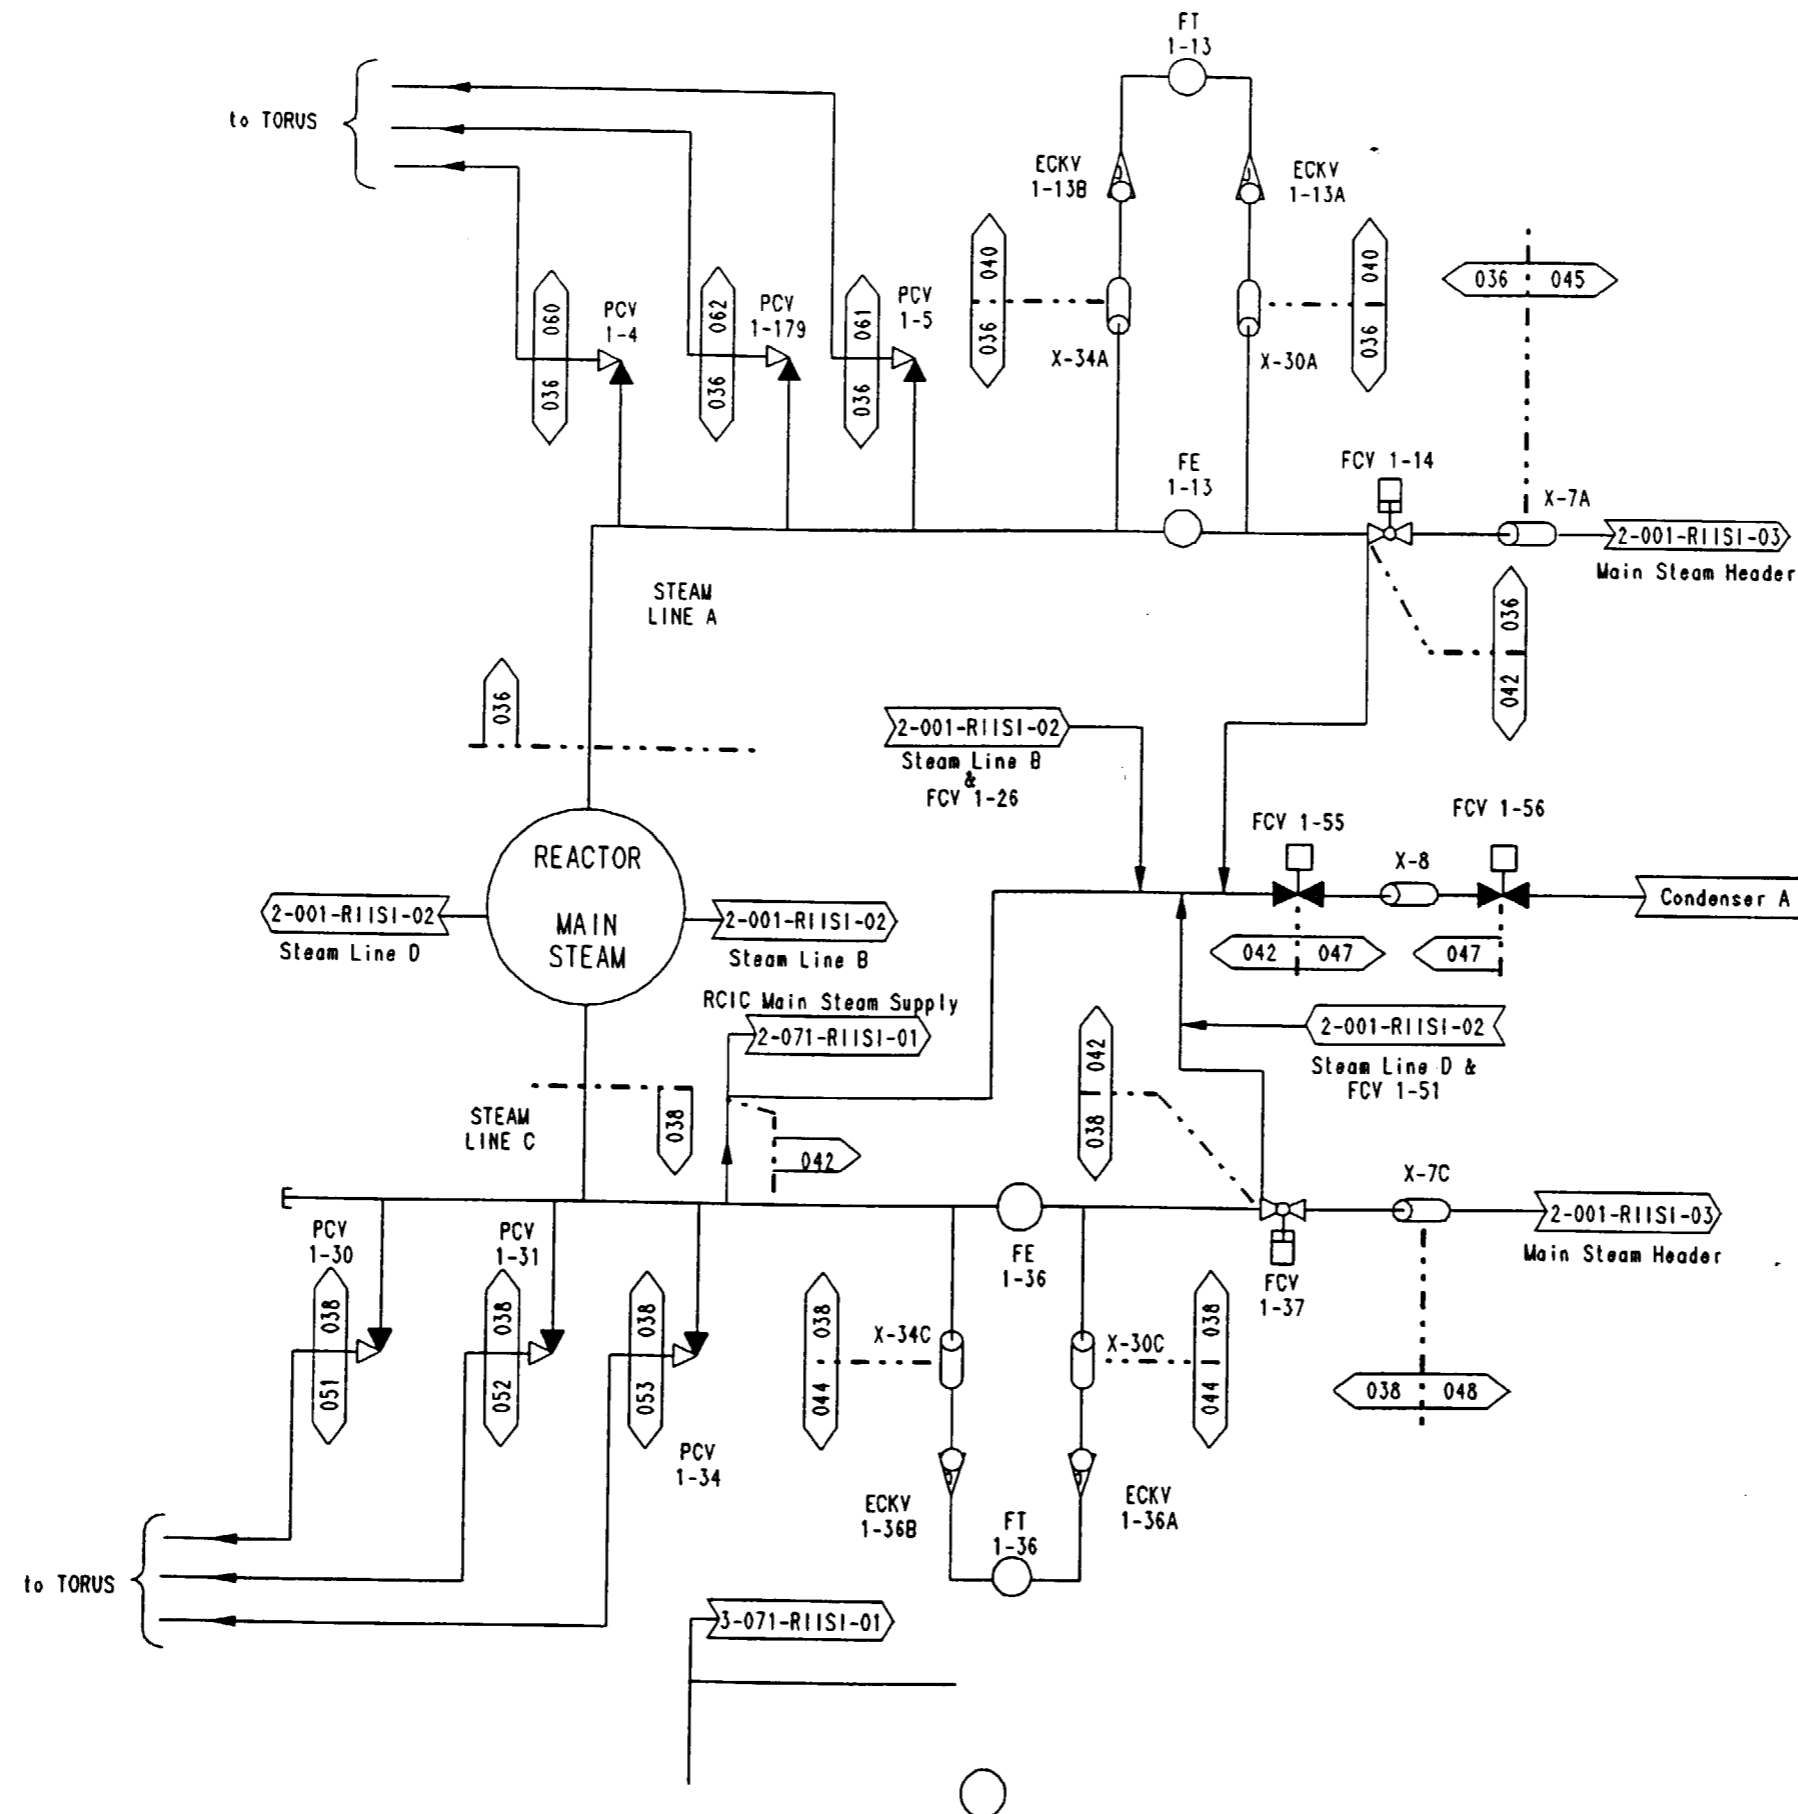 FT
1-13
to TORUS
ECKV
1-13B
ECKV
1-13A
040
036
040
036
036
045
060
036
PCV
1-4
062
036
PCV
1-179
061
036
PCV
1-5
X-34A
X-30A
FE
1-13
FCV 1-14
X-7A
2-001-RIISI-03
Main Steam Header
STEAM
LINE A
036
042
036
2-001-RIISI-02
Steam Line B
&
FCV 1-26
FCV 1-55
FCV 1-56
X-8
REACTOR
MAIN
STEAM
2-001-RIISI-02
Steam Line D
2-001-RIISI-02
Steam Line B
Condenser A
042
047
047
RCIC Main Steam Supply
2-071-RIISI-01
2-001-RIISI-02
Steam Line D &
FCV 1-51
042
038
STEAM
LINE C
038
042
X-7C
2-001-RIISI-03
Main Steam Header
PCV
1-30
PCV
1-31
FE
1-36
FCV
1-37
038
051
038
052
038
053
PCV
1-34
038
044
X-34C
X-30C
038
044
038
048
ECKV
1-36B
ECKV
1-36A
FT
1-36
to TORUS
3-071-RIISI-01